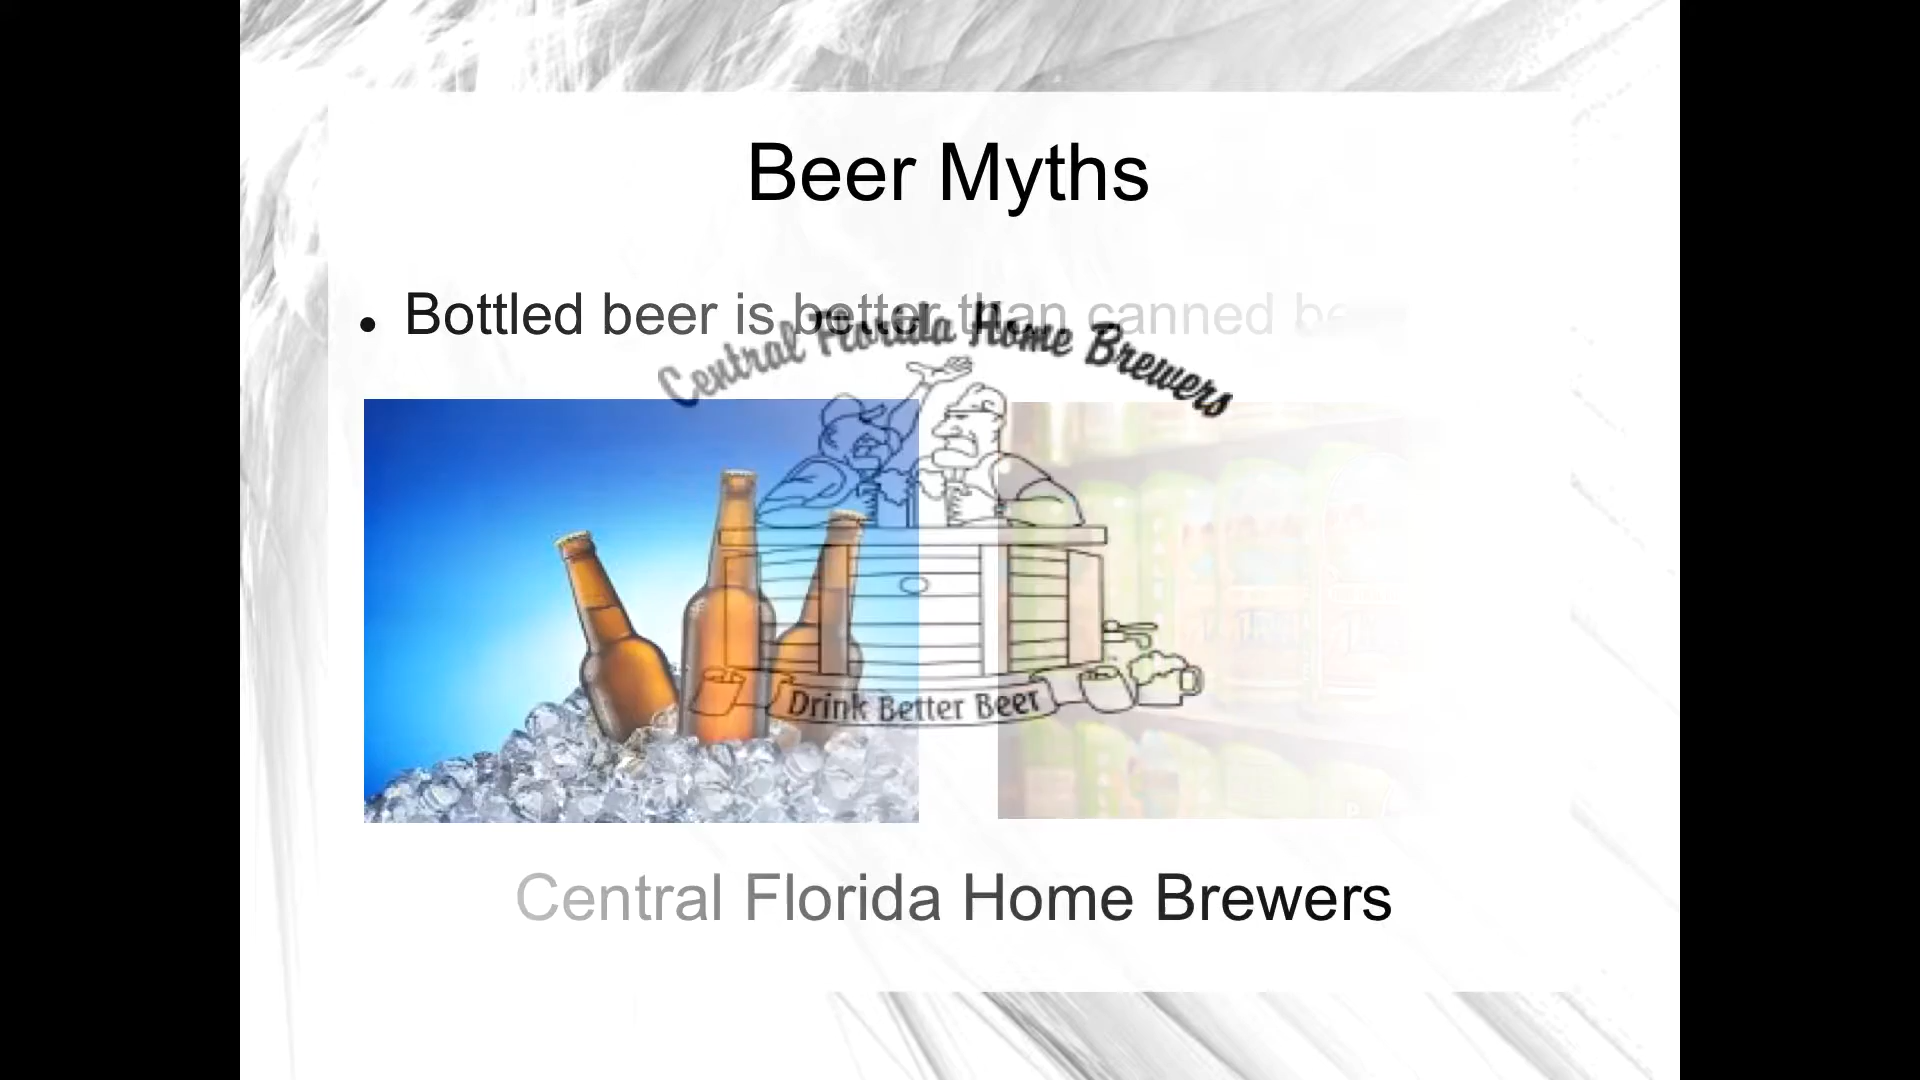 Beer Myths
• Bottled beer is better than canned be
Central Florida Home Brewers
Drink Better Beer
Central Florida Home Brewers